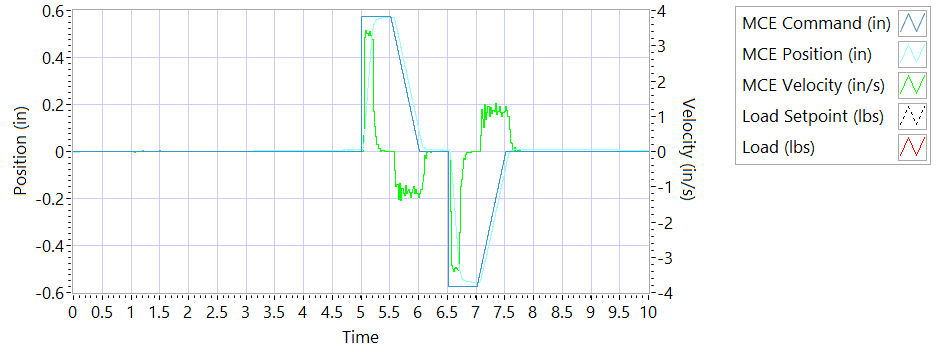 0.6
0.4
0.2
0
-0.2
-0.4
-0.6
Position (in)
4
3
2
1
0
-1
-2
-3
-4
Velocity (in/s)
0 0.5 1 1.5 2 2.5 3 3.5 4 4.5 5 5.5 6 6.5 7 7.5 8 8.5 9 9.5 10
Time
MCE Command (in)
MCE Position (in)
MCE Velocity (in/s)
Load Setpoint (lbs)
Load (lbs)